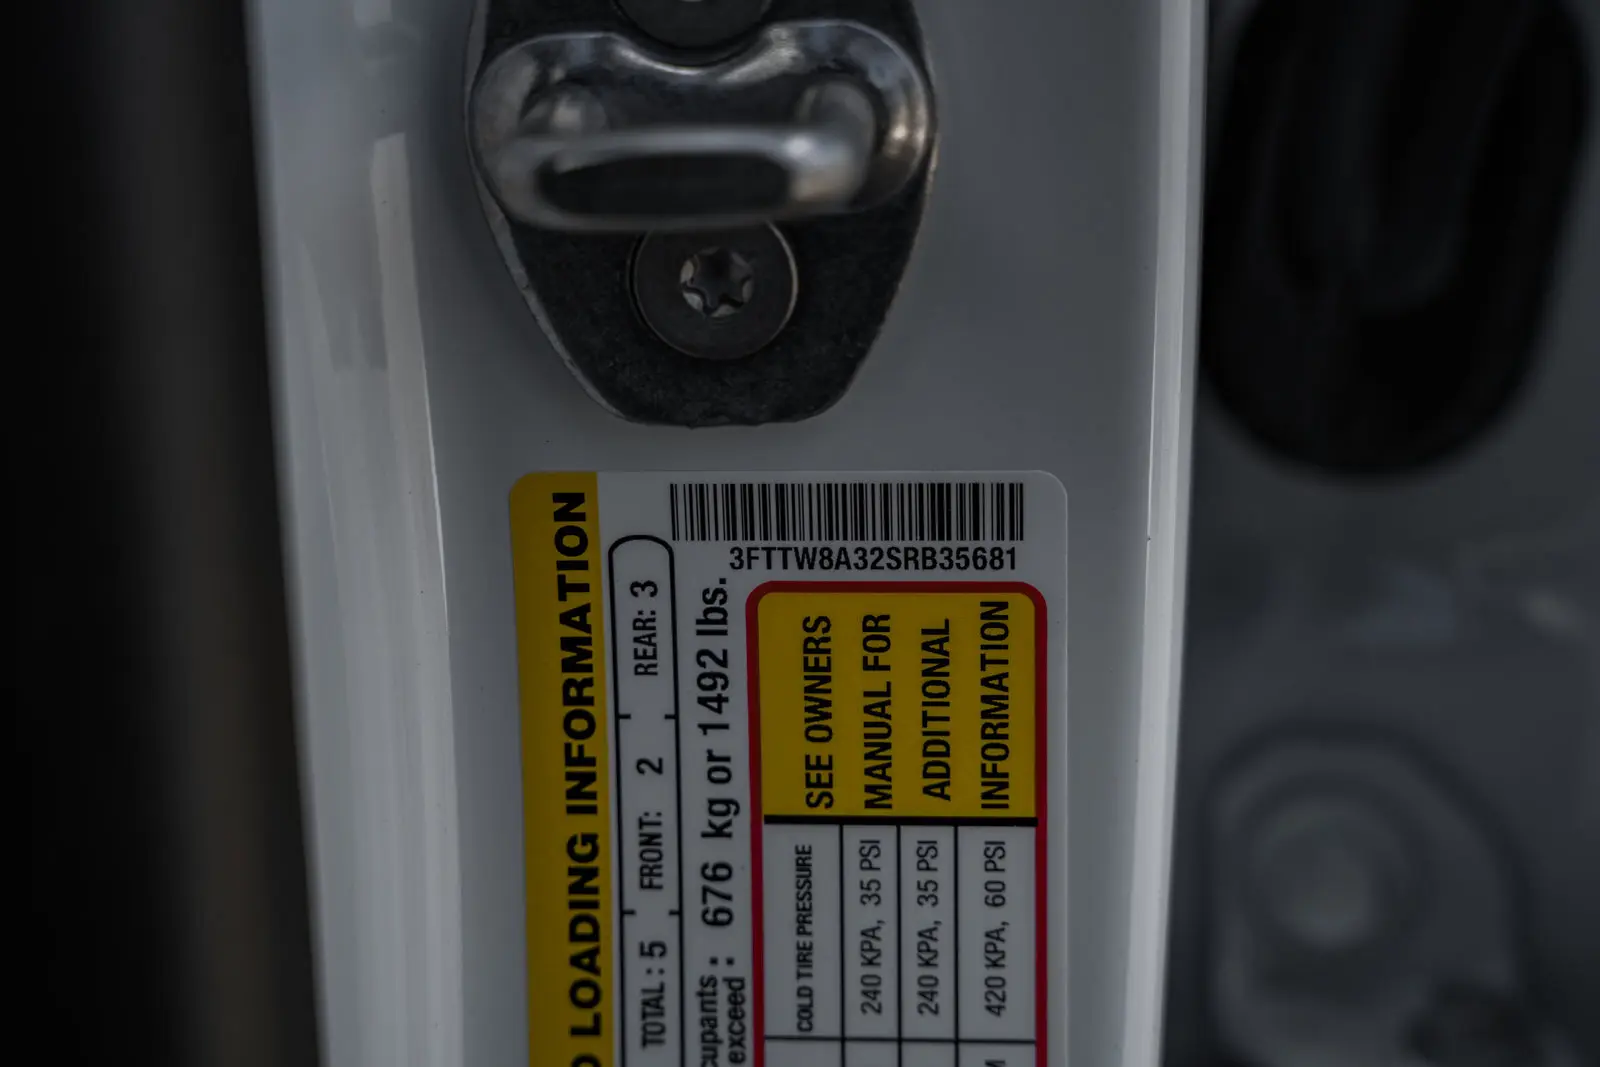 3FTTW8A32SRB35681
LOADING INFORMATION
TOTAL : 5 FRONT: 2 REAR: 3
676 kg or 1492 lbs.
exceed :
SEE OWNERS
MANUAL FOR
ADDITIONAL
INFORMATION
COLD TIRE PRESSURE
240 KPA, 35 PSI
240 KPA, 35 PSI
420 KPA, 60 PSI